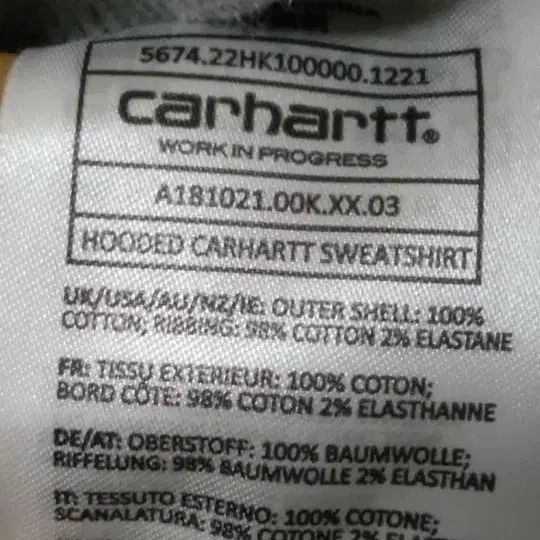 5674.22HK100000.1221
carhartt®
WORK IN PROGRESS
A181021.00K.XX.03
HOODED CARHARTT SWEATSHIRT
UK/USA/AU/NZ/IE: OUTER SHELL: 100%
COTTON; RIBBING: 98% COTTON 2% ELASTANE
FR: TISSU EXTERIEUR: 100% COTON;
BORD CÔTE: 98% COTON 2% ELASTHANNE
DE/AT: OBERSTOFF: 100% BAUMWOLLE;
RIFFELUNG: 98% BAUMWOLLE 2% ELASTHAN
IT: TESSUTO ESTERNO: 100% COTONE;
SCANALATURA: 98% COTONE 2%